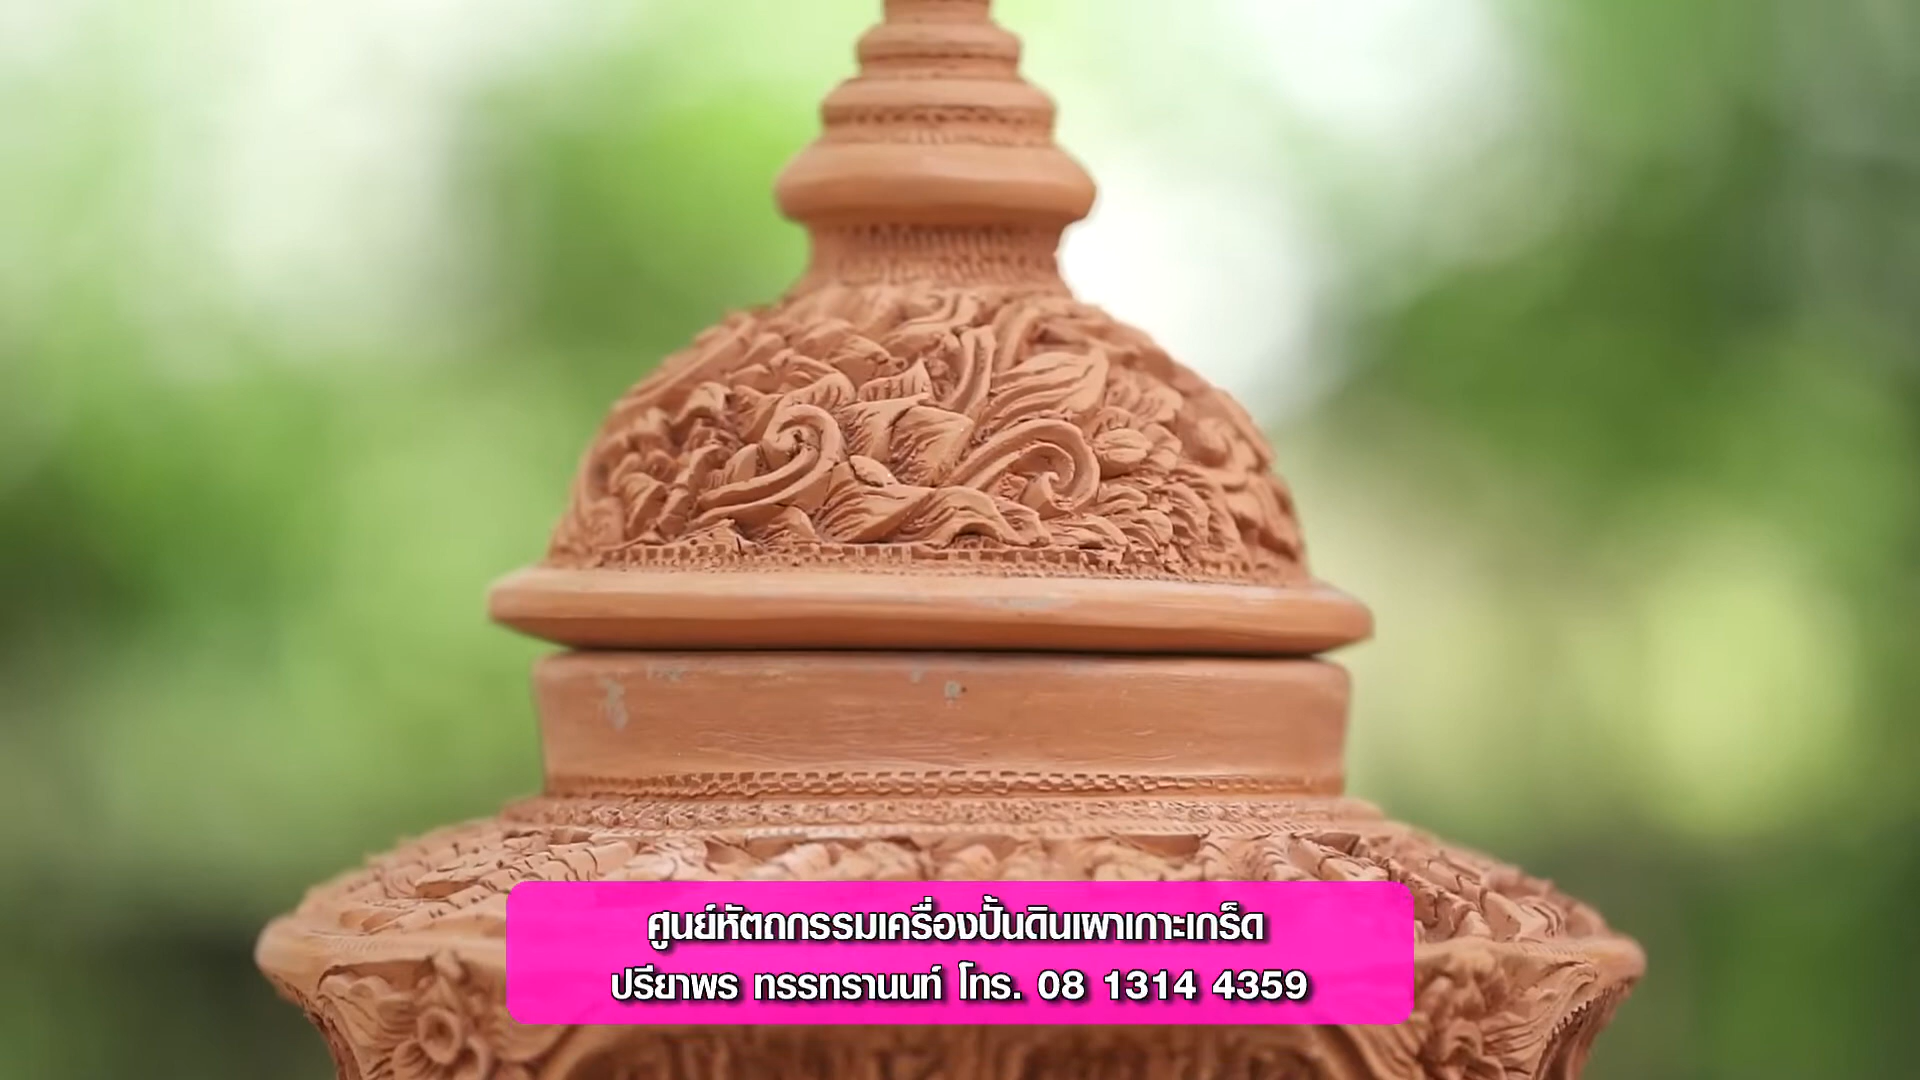 ศูนย์หัตถกรรมเครื่องปั้นดินเผาเกาะเกร็ด
ปรียาพร ทรรทรานนท์ โทร. 08 1314 4359